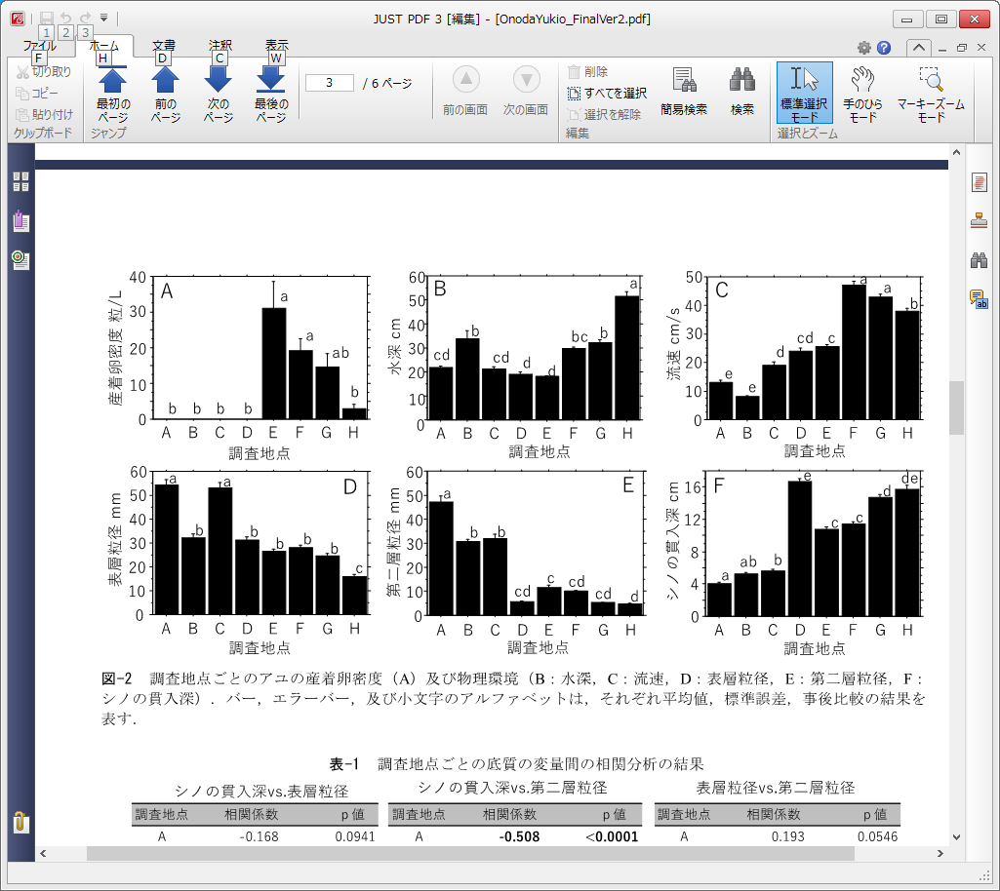 JUST PDF 3 [編集] - [OnodaYukio_FinalVer2.pdf]
1 2 3
ファイル ホーム 文書 注釈 表示
F H D C W
切り取り
コピー
貼り付け
クリップボード
最初の
ページ
前の
ページ
次の
ページ
最後の
ページ
ジャンプ
3 / 6 ページ
前の画面 次の画面
削除
すべてを選択
選択を解除
編集
簡易検索 検索
標準選択
モード
手のひら
モード
マーキーズーム
モード
選択とズーム
A
産着卵密度 粒/L
40
30
20
10
0
b b b b a a ab b
A B C D E F G H
調査地点
B
水深 cm
60
50
40
30
20
10
0
cd b cd d d bc b a
A B C D E F G H
調査地点
C
流速 cm/s
50
40
30
20
10
0
e e d cd c a a b
A B C D E F G H
調査地点
D
表層粒径 mm
60
50
40
30
20
10
0
a b a b b b b c
A B C D E F G H
調査地点
E
第二層粒径 mm
60
50
40
30
20
10
0
a b b cd c cd cd d
A B C D E F G H
調査地点
F
シノの貫入深 cm
16
12
8
4
0
a ab b e c c d de
A B C D E F G H
調査地点
図-2 調査地点ごとのアユの産着卵密度（A）及び物理環境（B：水深，C：流速，D：表層粒径，E：第二層粒径，F：
シノの貫入深）．バー，エラーバー，及び小文字のアルファベットは，それぞれ平均値，標準誤差，事後比較の結果を
表す．
表-1 調査地点ごとの底質の変量間の相関分析の結果
シノの貫入深vs.表層粒径 シノの貫入深vs.第二層粒径 表層粒径vs.第二層粒径
調査地点 相関係数 p 値 調査地点 相関係数 p 値 調査地点 相関係数 p 値
A -0.168 0.0941 A -0.508 <0.0001 A 0.193 0.0546